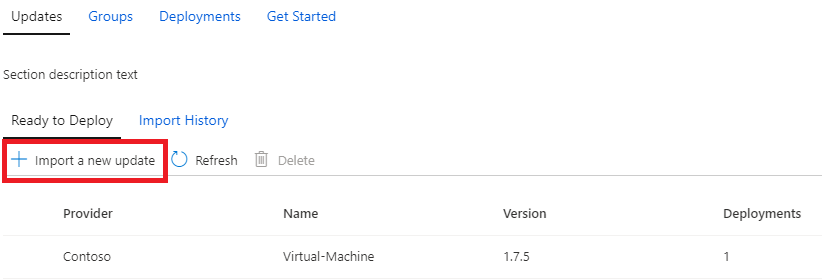 Updates Groups Deployments Get Started
Section description text
Ready to Deploy Import History
Import a new update Refresh Delete
Provider Name Version Deployments
Contoso Virtual-Machine 1.7.5 1